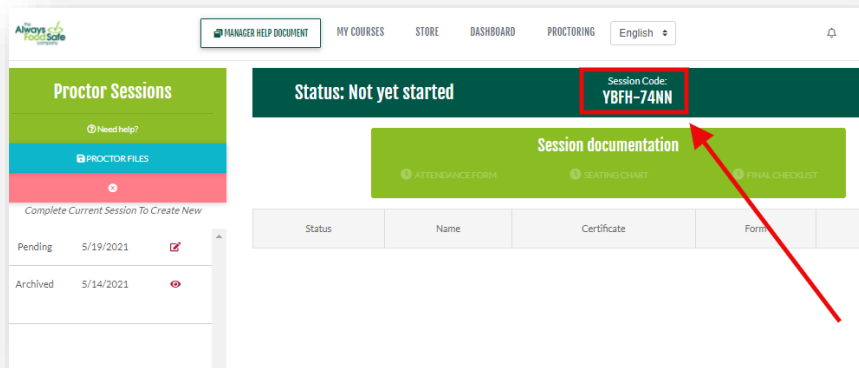 the
Always
FoodSafe
company
MANAGER HELP DOCUMENT
MY COURSES
STORE
DASHBOARD
PROCTORING
English
Proctor Sessions
Need help?
PROCTOR FILES
Complete Current Session To Create New
Pending 5/19/2021
Archived 5/14/2021
Status: Not yet started
Session Code:
YBFH-74NN
Session documentation
ATTENDANCE FORM
SEATING CHART
FINAL CHECKLIST
Status Name Certificate Form